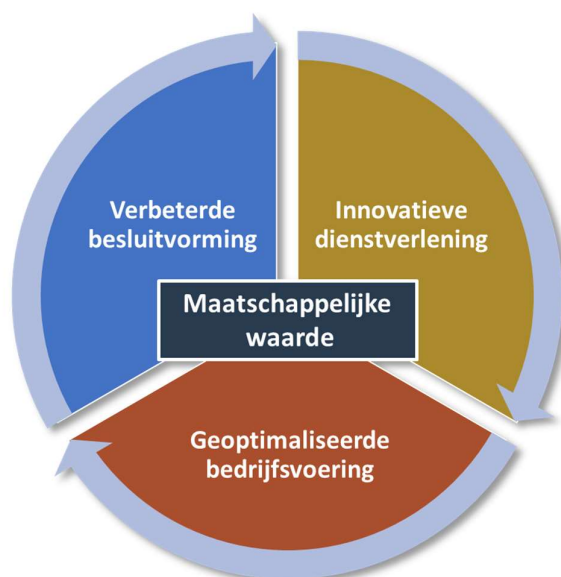 Verbeterde
besluitvorming
Innovatieve
dienstverlening
Maatschappelijke
waarde
Geoptimaliseerde
bedrijfsvoering